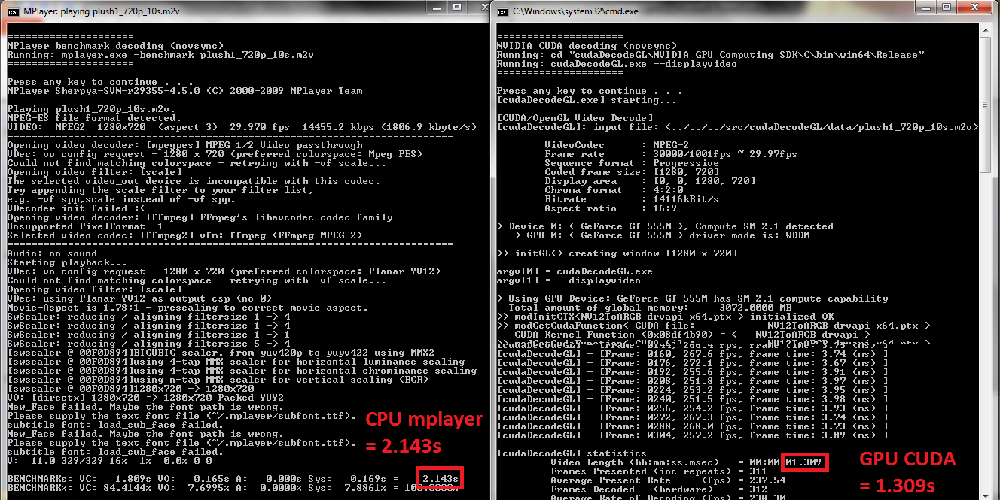 MPlayer: playing plush1_720p_10s.m2v
====================
MPlayer benchmark decoding (novsync)
Running: mplayer.exe -benchmark plush1_720p_10s.m2v
====================
Press any key to continue . . .
MPlayer Sherpya-SVN-r29355-4.5.0 (C) 2000-2009 MPlayer Team
Playing plush1_720p_10s.m2v.
MPEG-ES file format detected.
VIDEO:  MPEG2  1280x720  (aspect 3)  29.970 fps  14455.2 kbps (1806.9 kbyte/s)
==========================================================================
Opening video decoder: [mpegpes] MPEG 1/2 Video passthrough
VDec: vo config request - 1280 x 720 (preferred colorspace: Mpeg PES)
Could not find matching colorspace - retrying with -vf scale...
Opening video filter: [scale]
The selected video_out device is incompatible with this codec.
Try appending the scale filter to your filter list,
e.g. -vf spp,scale instead of -vf spp.
VDecoder init failed :(
Opening video decoder: [ffmpeg] FFmpeg's libavcodec codec family
Unsupported PixelFormat -1
Selected video codec: [ffmpeg2] vfm: ffmpeg (FFmpeg MPEG-2)
==========================================================================
Audio: no sound
Starting playback...
VDec: vo config request - 1280 x 720 (preferred colorspace: Planar YV12)
Could not find matching colorspace - retrying with -vf scale...
Opening video filter: [scale]
VDec: using Planar YV12 as output csp (no 0)
Movie-Aspect is 1.78:1 - prescaling to correct movie aspect.
SwScaler: reducing / aligning filtersize 1 -> 4
SwScaler: reducing / aligning filtersize 1 -> 4
SwScaler: reducing / aligning filtersize 1 -> 1
SwScaler: reducing / aligning filtersize 5 -> 4
[swscaler @ 00F0D894]BICUBIC scaler, from yuv420p to yuyv422 using MMX2
[swscaler @ 00F0D894]using 4-tap MMX scaler for horizontal luminance scaling
[swscaler @ 00F0D894]using 4-tap MMX scaler for horizontal chrominance scaling
[swscaler @ 00F0D894]using n-tap MMX scaler for vertical scaling (BGR)
[swscaler @ 00F0D894]1280x720 -> 1280x720
VO: [directx] 1280x720 => 1280x720 Packed YUY2
New_Face failed. Maybe the font path is wrong.
Please supply the text font file (~/.mplayer/subfont.ttf).
subtitle font: load_sub_face failed.
New_Face failed. Maybe the font path is wrong.
Please supply the text font file (~/.mplayer/subfont.ttf).
subtitle font: load_sub_face failed.
V:  11.0 329/329 16%  1%  0.0% 0 0
BENCHMARKs: VC:   1.809s VO:   0.165s A:   0.000s Sys:   0.169s =    2.143s
BENCHMARK%: VC: 84.4144% VO:  7.6995% A:  0.0000% Sys:  7.8861% = 100.0000%
CPU mplayer
= 2.143s
C:\Windows\system32\cmd.exe
====================
NVIDIA CUDA decoding (novsync)
Running: cd "cudaDecodeGL\NVIDIA GPU Computing SDK\C\bin\win64\Release"
Running: cudaDecodeGL.exe --displayvideo
====================
Press any key to continue . . .
[cudaDecodeGL.exe] starting...
[CUDA/OpenGL Video Decode]
[cudaDecodeGL]: input file: <../../../src/cudaDecodeGL/data/plush1_720p_10s.m2v>
VideoCodec      : MPEG-2
Frame rate      : 30000/1001fps ~ 29.97fps
Sequence format : Progressive
Coded frame size: [1280, 720]
Display area    : [0, 0, 1280, 720]
Chroma format   : 4:2:0
Bitrate         : 14116kBit/s
Aspect ratio    : 16:9
> Device 0: < GeForce GT 555M >, Compute SM 2.1 detected
-> GPU 0: < GeForce GT 555M > driver mode is: WDDM
>> initGL() creating window [1280 x 720]
argv[0] = cudaDecodeGL.exe
argv[1] = --displayvideo
> Using GPU Device: GeForce GT 555M has SM 2.1 compute capability
Total amount of global memory:     3072.0000 MB
>> modInitCTX<NV12ToARGB_drvapi_x64.ptx > initialized OK
>> modGetCudaFunction< CUDA file:            NV12ToARGB_drvapi_x64.ptx >
CUDA Kernel Function (0x08df4b90) = <   NV12ToARGB_drvapi >
[cudaDecodeGL] - [Frame: 0160, 267.6 fps, frame time: 3.74 (ms) ]
[cudaDecodeGL] - [Frame: 0176, 272.1 fps, frame time: 3.67 (ms) ]
[cudaDecodeGL] - [Frame: 0192, 255.6 fps, frame time: 3.91 (ms) ]
[cudaDecodeGL] - [Frame: 0208, 251.8 fps, frame time: 3.97 (ms) ]
[cudaDecodeGL] - [Frame: 0224, 253.2 fps, frame time: 3.95 (ms) ]
[cudaDecodeGL] - [Frame: 0240, 251.5 fps, frame time: 3.98 (ms) ]
[cudaDecodeGL] - [Frame: 0256, 254.2 fps, frame time: 3.93 (ms) ]
[cudaDecodeGL] - [Frame: 0272, 267.3 fps, frame time: 3.74 (ms) ]
[cudaDecodeGL] - [Frame: 0288, 268.0 fps, frame time: 3.73 (ms) ]
[cudaDecodeGL] - [Frame: 0304, 257.2 fps, frame time: 3.89 (ms) ]
[cudaDecodeGL] statistics
Video Length (hh:mm:ss.msec)   = 00:00:01.309
Frames Presented (inc repeats) = 311
Average Present Rate     (fps) = 237.54
Frames Decoded   (hardware)    = 312
Average Rate of Decoding (fps) = 238.30
GPU CUDA
= 1.309s